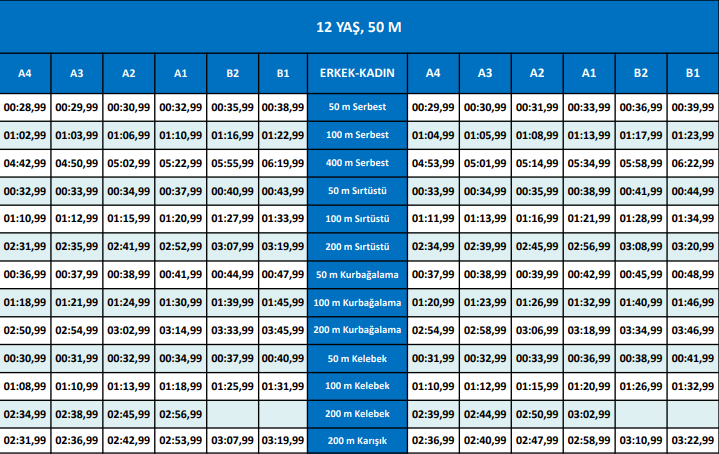 12 YAŞ, 50 M
A4 A3 A2 A1 B2 B1 ERKEK-KADIN A4 A3 A2 A1 B2 B1
00:28,99 00:29,99 00:30,99 00:32,99 00:35,99 00:38,99 50 m Serbest 00:29,99 00:30,99 00:31,99 00:33,99 00:36,99 00:39,99
01:02,99 01:03,99 01:06,99 01:10,99 01:16,99 01:22,99 100 m Serbest 01:04,99 01:05,99 01:08,99 01:13,99 01:17,99 01:23,99
04:42,99 04:50,99 05:02,99 05:22,99 05:55,99 06:19,99 400 m Serbest 04:53,99 05:01,99 05:14,99 05:34,99 05:58,99 06:22,99
00:32,99 00:33,99 00:34,99 00:37,99 00:40,99 00:43,99 50 m Sırtüstü 00:33,99 00:34,99 00:35,99 00:38,99 00:41,99 00:44,99
01:10,99 01:12,99 01:15,99 01:20,99 01:27,99 01:33,99 100 m Sırtüstü 01:11,99 01:13,99 01:16,99 01:21,99 01:28,99 01:34,99
02:31,99 02:35,99 02:41,99 02:52,99 03:07,99 03:19,99 200 m Sırtüstü 02:34,99 02:39,99 02:45,99 02:56,99 03:08,99 03:20,99
00:36,99 00:37,99 00:38,99 00:41,99 00:44,99 00:47,99 50 m Kurbağalama 00:37,99 00:38,99 00:39,99 00:42,99 00:45,99 00:48,99
01:18,99 01:21,99 01:24,99 01:30,99 01:39,99 01:45,99 100 m Kurbağalama 01:20,99 01:23,99 01:26,99 01:32,99 01:40,99 01:46,99
02:50,99 02:54,99 03:02,99 03:14,99 03:33,99 03:45,99 200 m Kurbağalama 02:54,99 02:58,99 03:06,99 03:18,99 03:34,99 03:46,99
00:30,99 00:31,99 00:32,99 00:34,99 00:37,99 00:40,99 50 m Kelebek 00:31,99 00:32,99 00:33,99 00:36,99 00:38,99 00:41,99
01:08,99 01:10,99 01:13,99 01:18,99 01:25,99 01:31,99 100 m Kelebek 01:10,99 01:12,99 01:15,99 01:20,99 01:26,99 01:32,99
02:34,99 02:38,99 02:45,99 02:56,99 200 m Kelebek 02:39,99 02:44,99 02:50,99 03:02,99
02:31,99 02:36,99 02:42,99 02:53,99 03:07,99 03:19,99 200 m Karışık 02:36,99 02:40,99 02:47,99 02:58,99 03:10,99 03:22,99